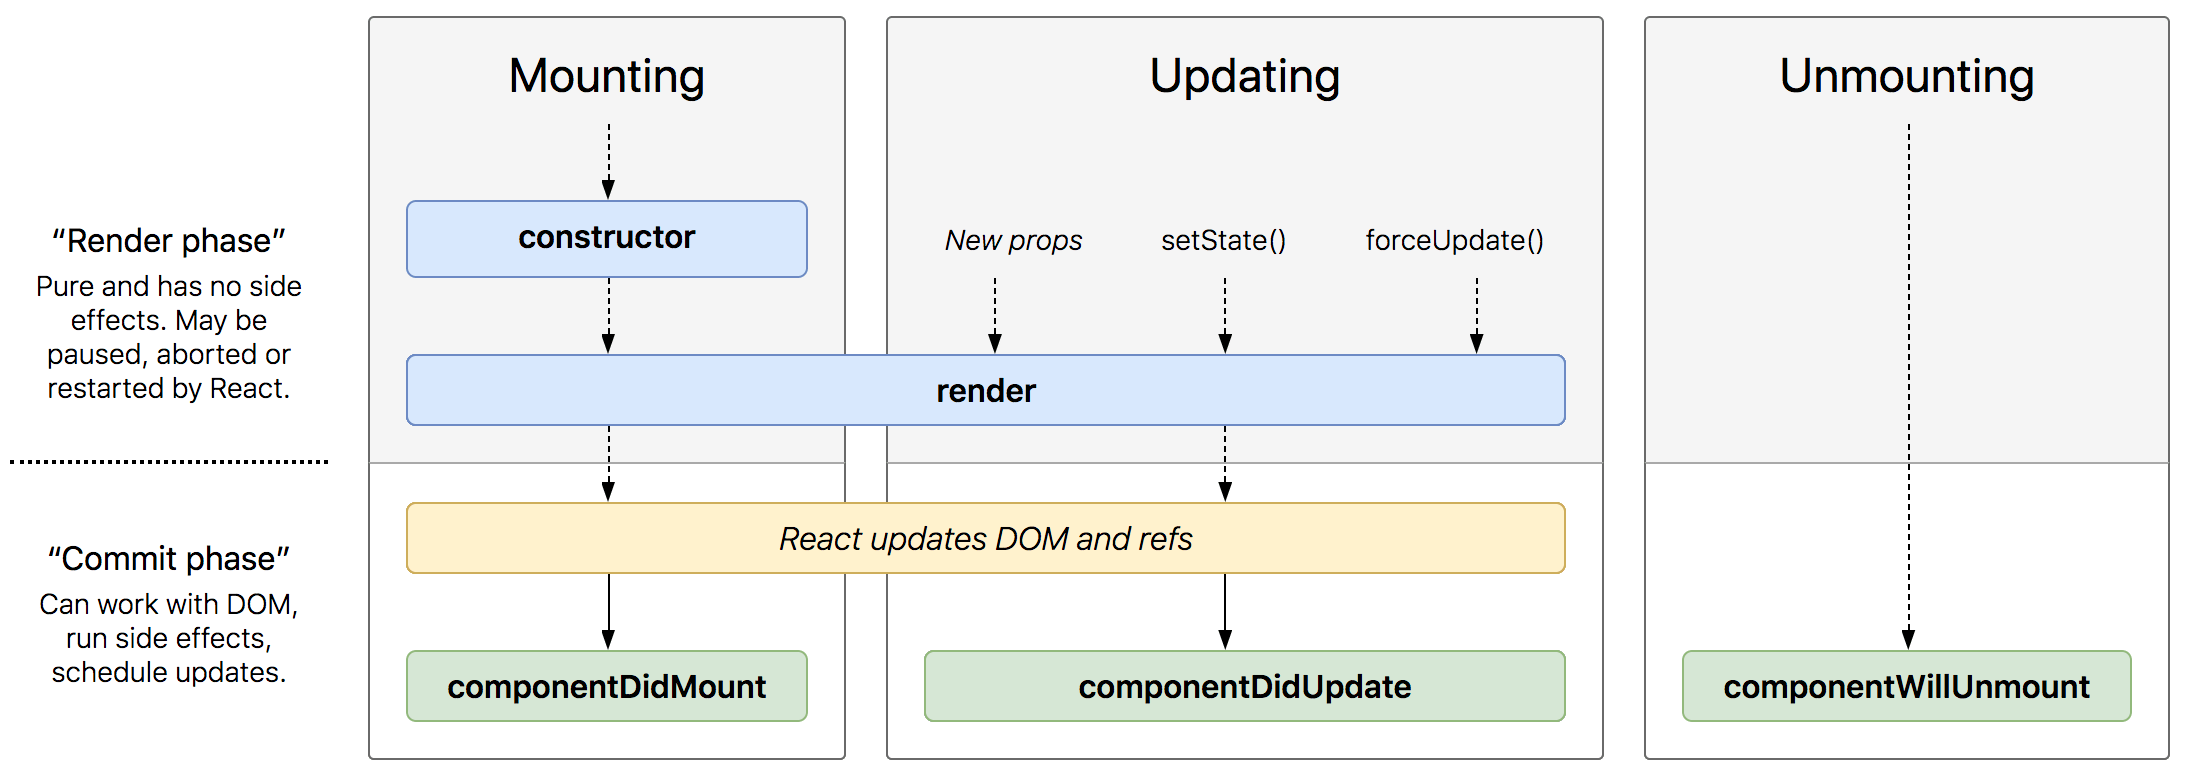 Mounting
Updating
Unmounting
“Render phase”
Pure and has no side
effects. May be
paused, aborted or
restarted by React.
constructor
New props
setState()
forceUpdate()
render
“Commit phase”
Can work with DOM,
run side effects,
schedule updates.
React updates DOM and refs
componentDidMount
componentDidUpdate
componentWillUnmount